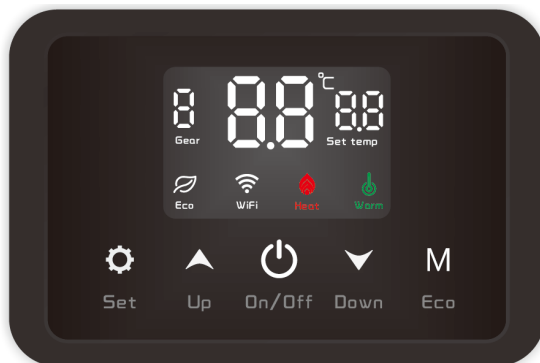 8 8.8 °C 8.8
Gear Set temp
Eco WiFi Heat Warm
M
Set Up On/Off Down Eco